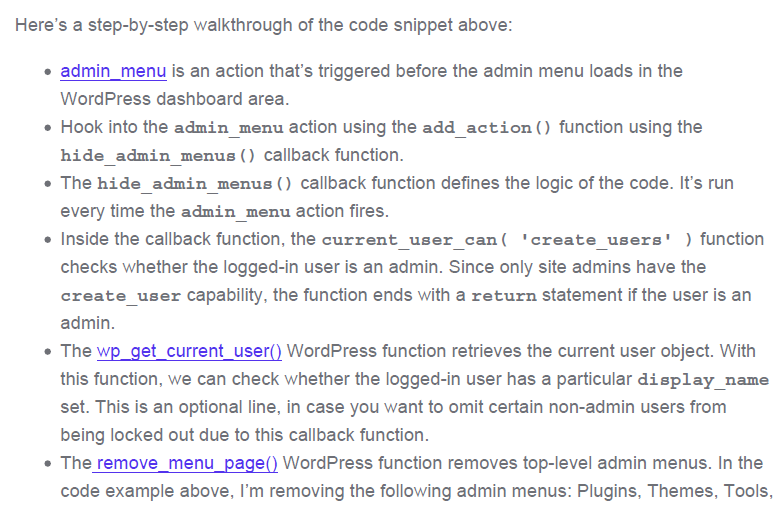 Here's a step-by-step walkthrough of the code snippet above:
• admin_menu is an action that's triggered before the admin menu loads in the
WordPress dashboard area.
• Hook into the admin_menu action using the add_action() function using the
hide_admin_menus() callback function.
• The hide_admin_menus() callback function defines the logic of the code. It's run
every time the admin_menu action fires.
• Inside the callback function, the current_user_can( 'create_users' ) function
checks whether the logged-in user is an admin. Since only site admins have the
create_user capability, the function ends with a return statement if the user is an
admin.
• The wp_get_current_user() WordPress function retrieves the current user object. With
this function, we can check whether the logged-in user has a particular display_name
set. This is an optional line, in case you want to omit certain non-admin users from
being locked out due to this callback function.
• The remove_menu_page() WordPress function removes top-level admin menus. In the
code example above, I'm removing the following admin menus: Plugins, Themes, Tools,